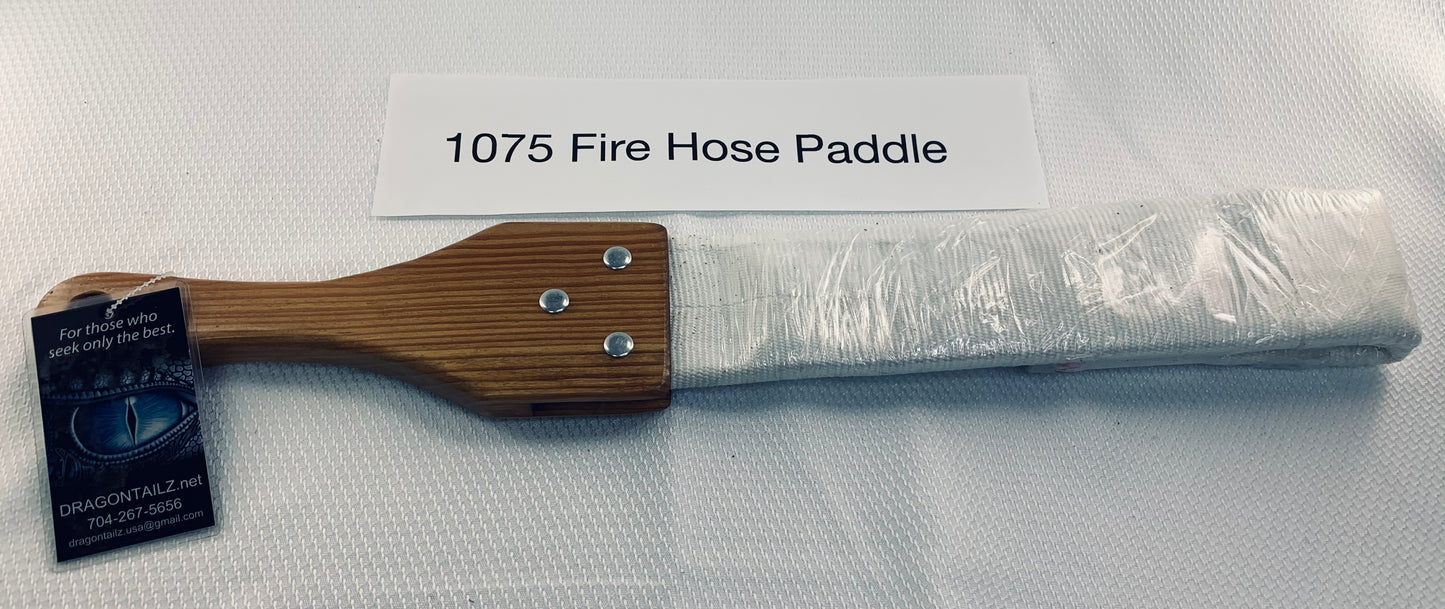 1075 Fire Hose Paddle
For those who
seek only the best.
DRAGONTAILZ.net
704-267-5656
dragontailz.usa@gmail.com